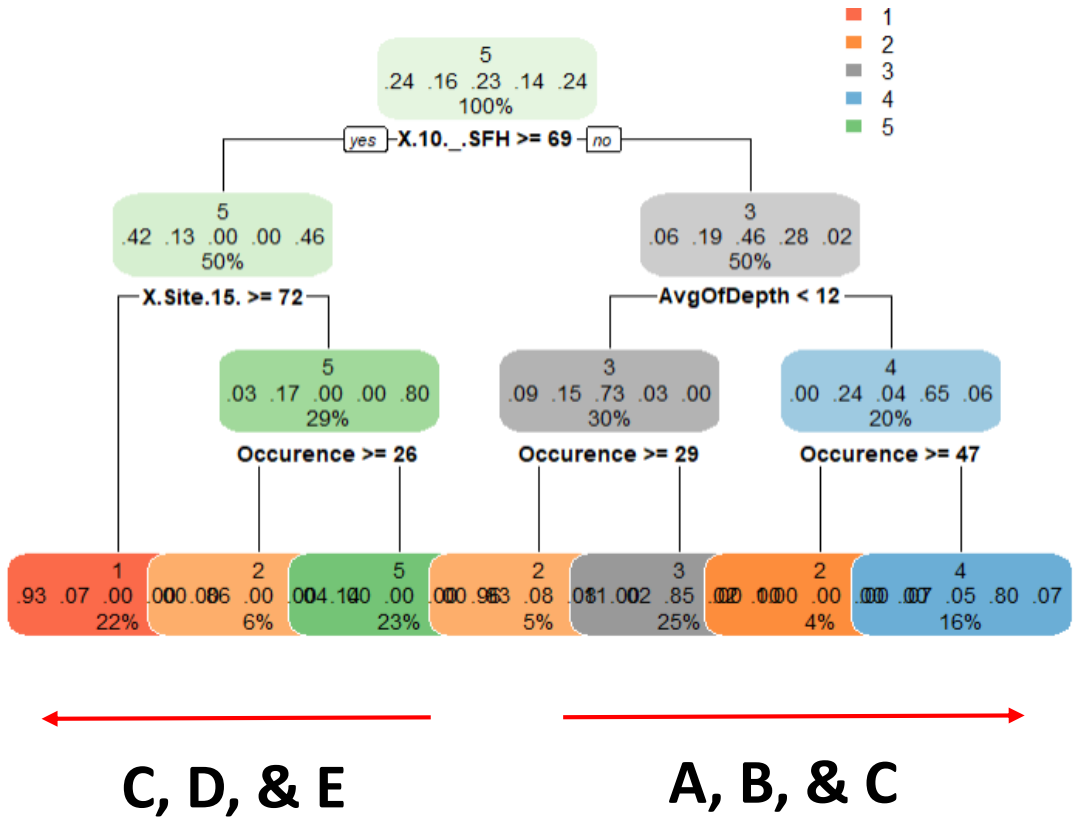 1
2
3
4
5
5
.24 .16 .23 .14 .24
100%
yes X.10._.SFH >= 69 no
5
.42 .13 .00 .00 .46
50%
3
.06 .19 .46 .28 .02
50%
X.Site.15. >= 72
AvgOfDepth < 12
5
.03 .17 .00 .00 .80
29%
3
.09 .15 .73 .03 .00
30%
4
.00 .24 .04 .65 .06
20%
Occurence >= 26
Occurence >= 29
Occurence >= 47
1 2 5 2 3 2 4
.93 .07 .00 .00 .00 .08 .85 .00 .05 .80 .07
22% 6% 23% 5% 25% 4% 16%
C, D, & E
A, B, & C